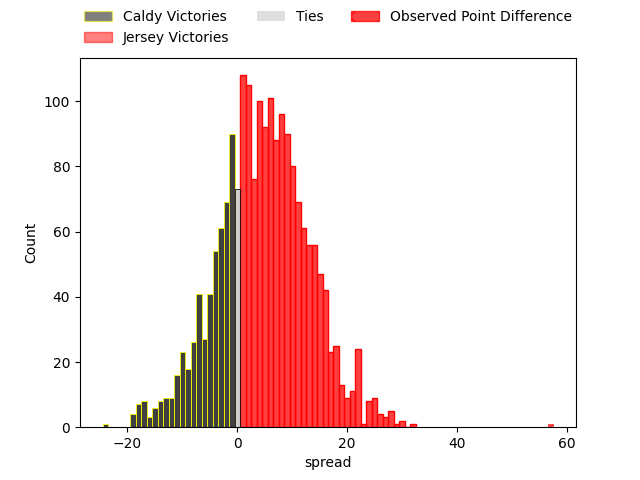 Caldy Victories
Ties
Observed Point Difference
Jersey Victories
100
80
60
40
20
0
Count
−20
0
20
40
60
spread